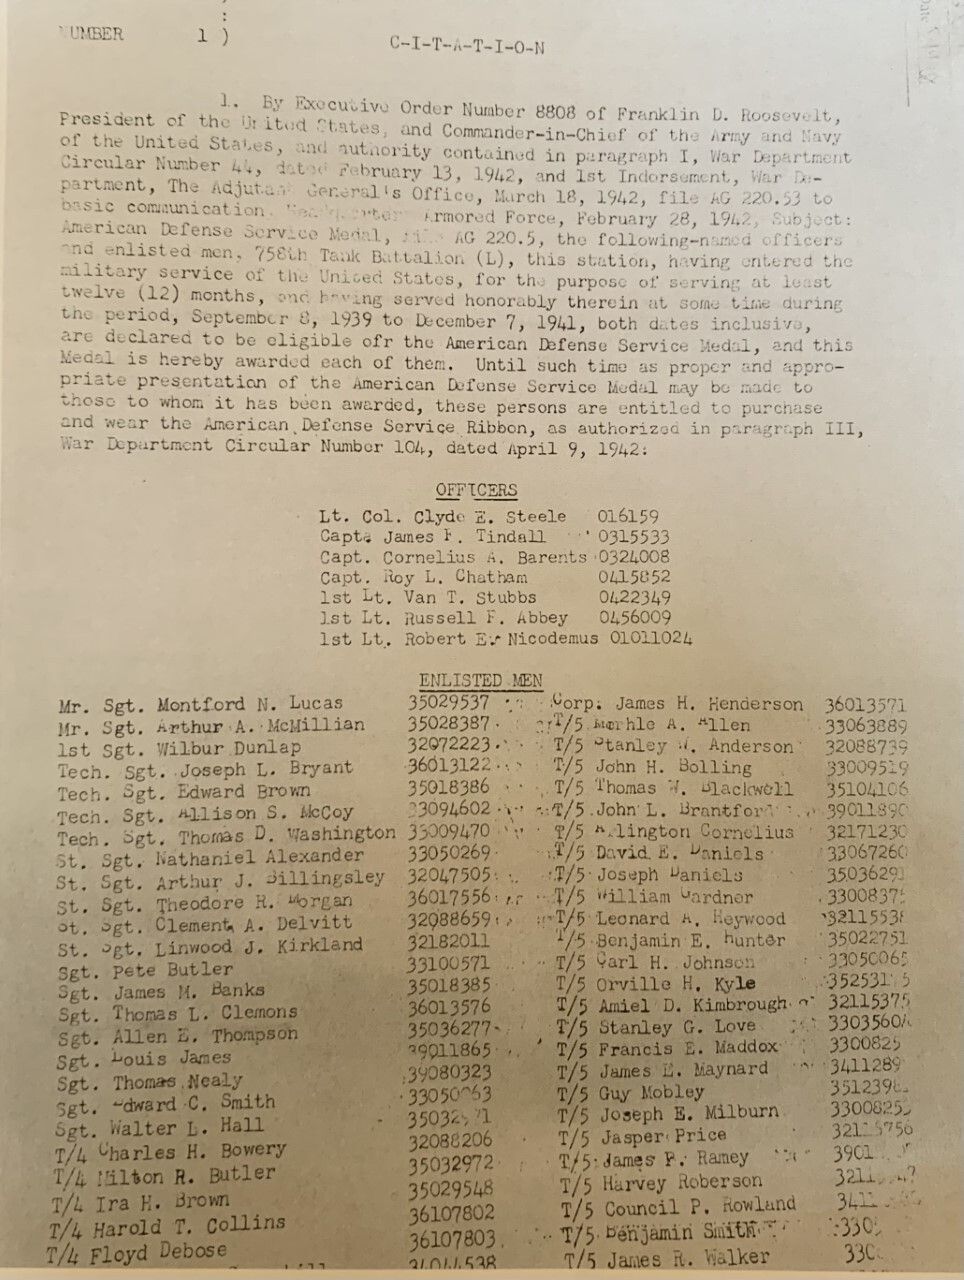 NUMBER 1 )
:
C-I-T-A-T-I-O-N
1. By Executive Order Number 8808 of Franklin D. Roosevelt,
President of the United States, and Commander-in-Chief of the Army and Navy
of the United States, and authority contained in paragraph I, War Department
Circular Number 44, dated February 13, 1942, and 1st Indorsement, War De-
partment, The Adjutant General's Office, March 18, 1942, file AG 220.53 to
basic communication. Headquarters Armored Force, February 28, 1942, Subject:
American Defense Service Medal, file AG 220.5, the following-named officers
and enlisted men, 758th Tank Battalion (L), this station, having entered the
military service of the United States, for the purpose of serving at least
twelve (12) months, and having served honorably therein at some time during
the period, September 8, 1939 to December 7, 1941, both dates inclusive,
are declared to be eligible ofr the American Defense Service Medal, and this
Medal is hereby awarded each of them. Until such time as proper and appro-
priate presentation of the American Defense Service Medal may be made to
those to whom it has been awarded, these persons are entitled to purchase
and wear the American Defense Service Ribbon, as authorized in paragraph III,
War Department Circular Number 104, dated April 9, 1942:
OFFICERS
Lt. Col. Clyde E. Steele 016159
Capt. James F. Tindall 0315533
Capt. Cornelius A. Barents 0324008
Capt. Roy L. Chatham 0415852
1st Lt. Van T. Stubbs 0422349
1st Lt. Russell F. Abbey 0456009
1st Lt. Robert E. Nicodemus 01011024
ENLISTED MEN
Mr. Sgt. Montford N. Lucas 35029537 Corp. James H. Henderson 36013571
Mr. Sgt. Arthur A. McMillian 35028387 T/5 Merhle A. Allen 33063889
1st Sgt. Wilbur Dunlap 32072223 T/5 Stanley W. Anderson 32088739
Tech. Sgt. Joseph L. Bryant 36013122 T/5 John H. Bolling 33009519
Tech. Sgt. Edward Brown 35018386 T/5 Thomas W. Blackwell 35104106
Tech. Sgt. Allison S. McCoy 33094602 T/5 John L. Brantford 39011890
Tech. Sgt. Thomas D. Washington 33009470 T/5 Arlington Cornelius 32171230
St. Sgt. Nathaniel Alexander 33050269 T/5 David E. Daniels 33067260
St. Sgt. Arthur J. Billingsley 32047505 T/5 Joseph Daniels 3503629
St. Sgt. Theodore R. Morgan 36017556 T/5 William Gardner 3300837
St. Sgt. Clement A. Delvitt 32088659 T/5 Leonard A. Heywood 3211553
St. Sgt. Linwood J. Kirkland 32182011 T/5 Benjamin E. Hunter 35022751
Sgt. Pete Butler 33100571 T/5 Carl H. Johnson 33050065
Sgt. James M. Banks 35018385 T/5 Orville H. Kyle
Sgt. Thomas L. Clemons 36013576 T/5 Amiel D. Kimbrough 32115375
Sgt. Allen E. Thompson 35036277 T/5 Stanley G. Love 3303560
Sgt. Louis James 39011865 T/5 Francis E. Maddox 3300825
Sgt. Thomas Nealy 39080323 T/5 James E. Maynard 3411289
Sgt. Edward C. Smith T/5 Guy Mobley 3512398
Sgt. Walter L. Hall T/5 Joseph E. Milburn 3300825
T/4 Charles H. Bowery 32088206 T/5 Jasper Price
T/4 Milton R. Butler 35032972 T/5 James P. Ramey 3901
T/4 Ira H. Brown 35029548 T/5 Harvey Roberson
T/4 Harold T. Collins 36107802 T/5 Council P. Rowland
T/4 Floyd Debose 36107803 T/5 Benjamin Smith
T/5 James R. Walker